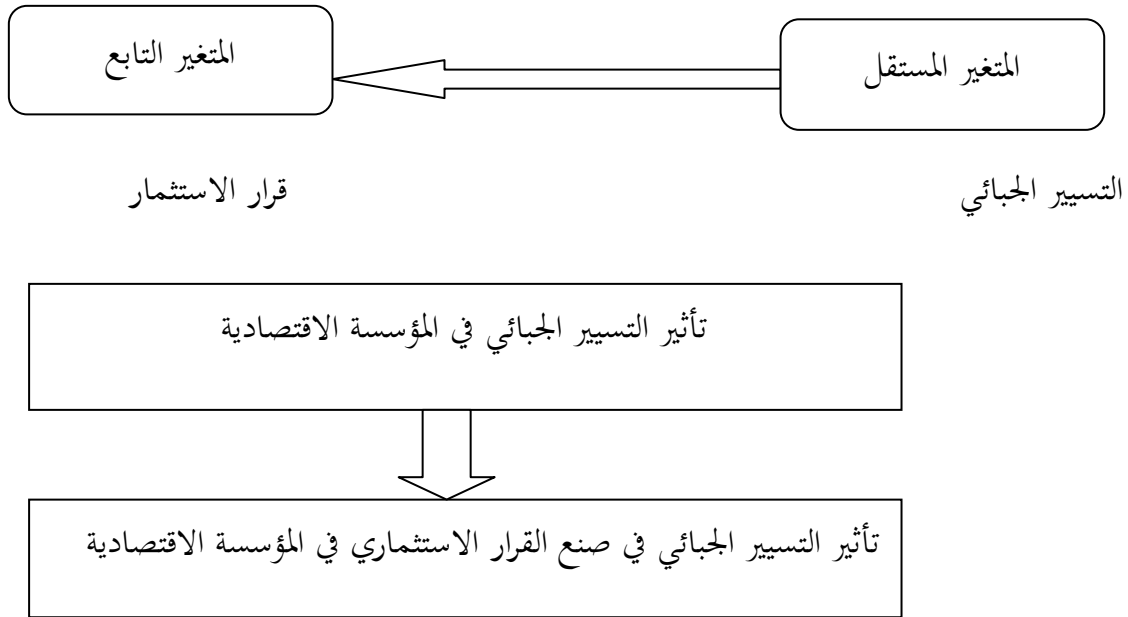 المتغير المستقل
المتغير التابع
التسيير الجبائي
قرار الاستثمار
تأثير التسيير الجبائي في المؤسسة الاقتصادية
تأثير التسيير الجبائي في صنع القرار الاستثماري في المؤسسة الاقتصادية